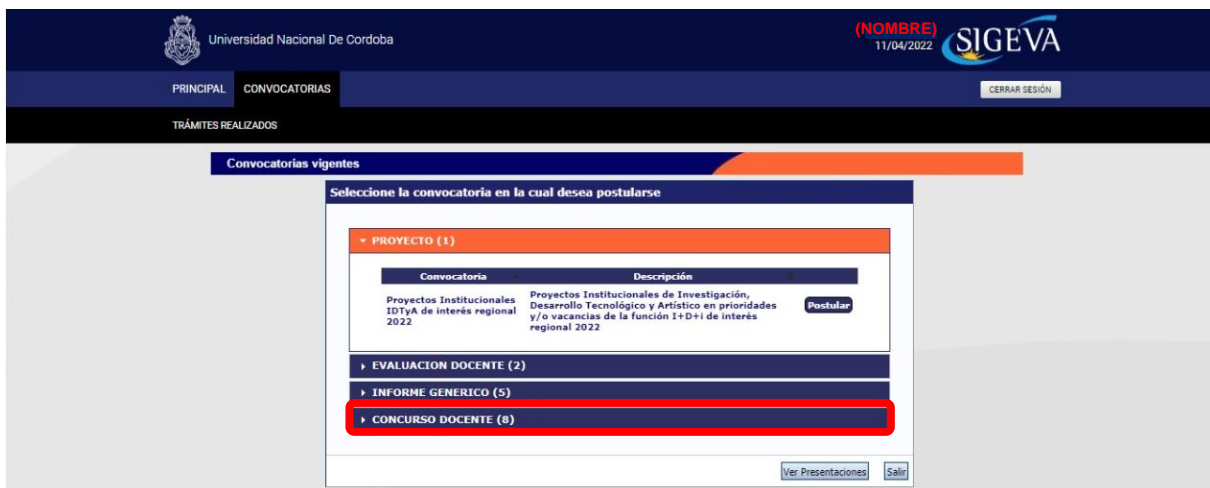 Universidad Nacional De Cordoba
(NOMBRE)
11/04/2022
SIGEVA
PRINCIPAL CONVOCATORIAS
CERRAR SESIÓN
TRÁMITES REALIZADOS
Convocatorias vigentes
Seleccione la convocatoria en la cual desea postularse
PROYECTO (1)
Convocatoria Descripción
Proyectos Institucionales
IDTyA de interés regional
2022
Proyectos Institucionales de Investigación,
Desarrollo Tecnológico y Artístico en prioridades
y/o vacancias de la función I+D+i de interés
regional 2022
Postular
EVALUACION DOCENTE (2)
INFORME GENERICO (5)
CONCURSO DOCENTE (8)
Ver Presentaciones Salir